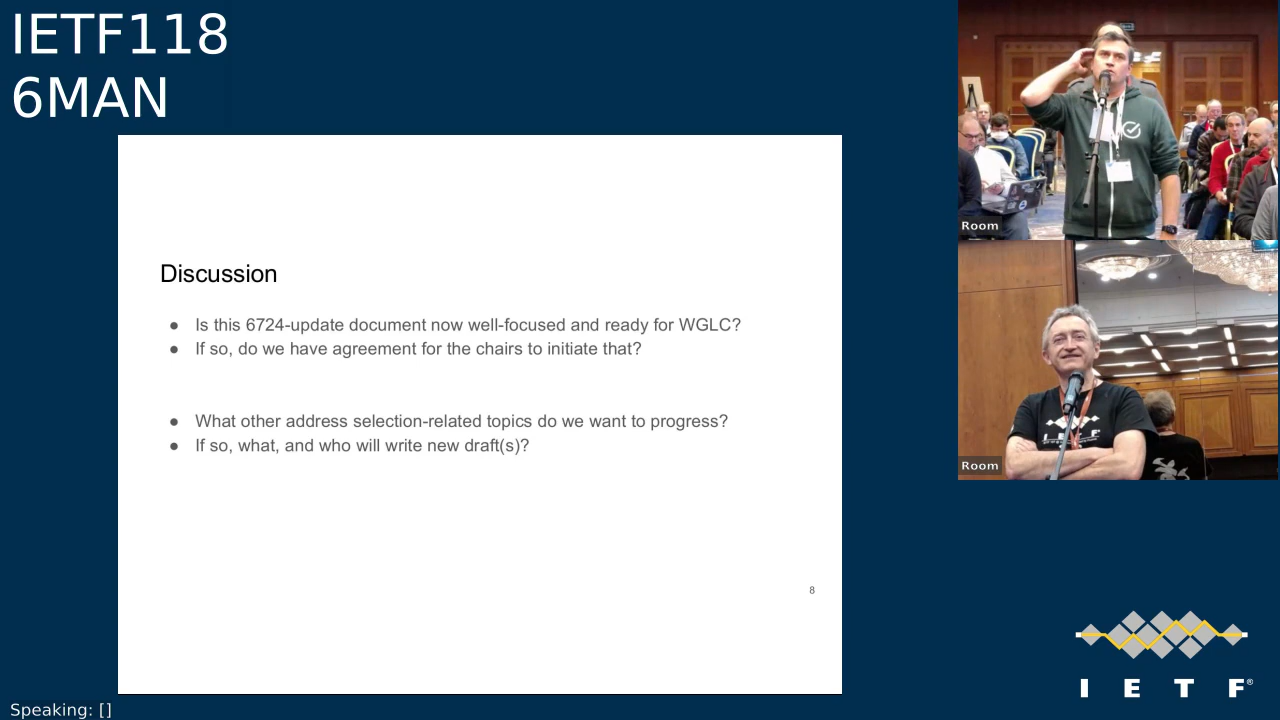 IETF118
6MAN
Discussion
● Is this 6724-update document now well-focused and ready for WGLC?
● If so, do we have agreement for the chairs to initiate that?
● What other address selection-related topics do we want to progress?
● If so, what, and who will write new draft(s)?
8
Room
Room
I E T F
I E T F®
Speaking: []